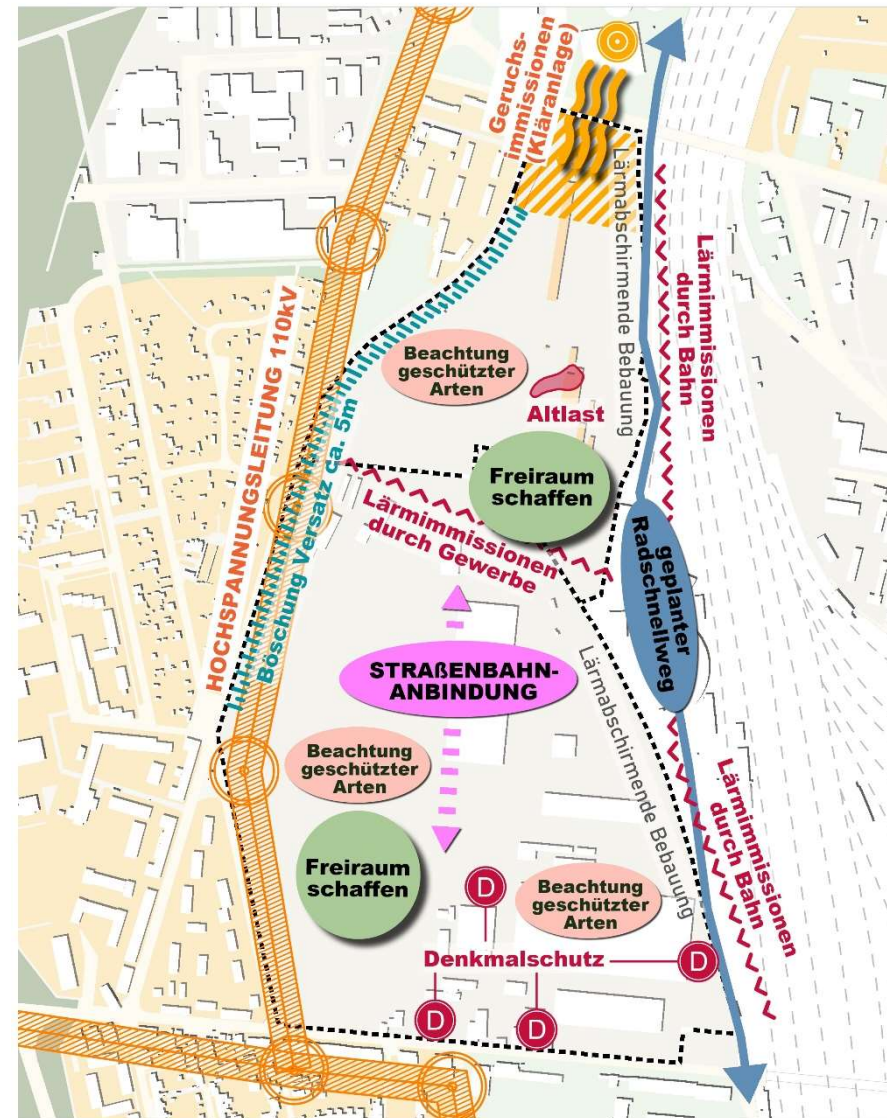 Geruchs-
immissionen
(Kläranlage)
Lärmabschirmende Bebauung
Lärmimmissionen
durch Bahn
HOCHSPANNUNGSLEITUNG 110kV
Böschung Versatz ca. 5m
Beachtung
geschützter
Arten
Altlast
Freiraum
schaffen
Lärmimmissionen
durch Gewerbe
geplanter
Radschnellweg
STRAßENBAHN-
ANBINDUNG
Lärmabschirmende Bebauung
Beachtung
geschützter
Arten
Lärmimmissionen
durch Bahn
Freiraum
schaffen
D
Beachtung
geschützter
Arten
Denkmalschutz
D
D
D